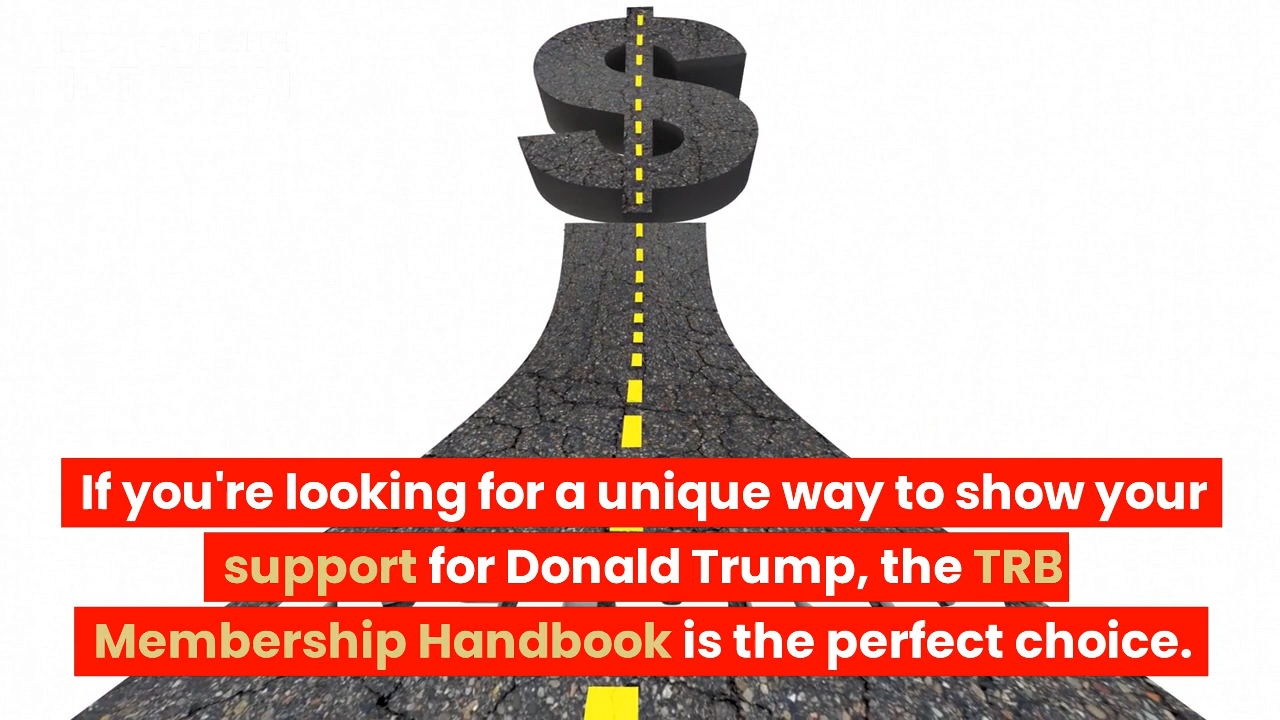 $
If you're looking for a unique way to show your
support for Donald Trump, the TRB
Membership Handbook is the perfect choice.